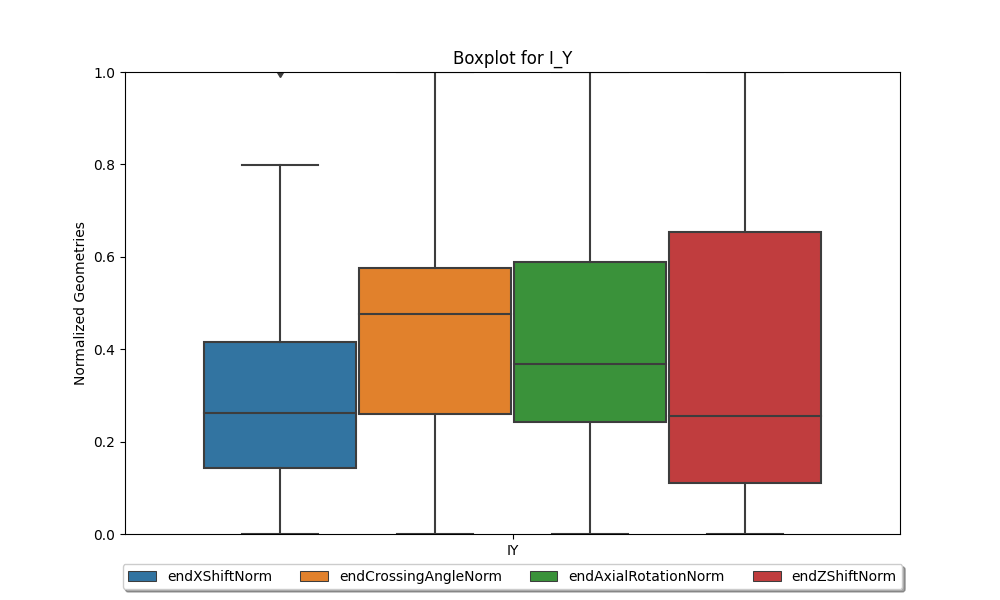 Boxplot for I_Y
1.0
0.8
0.6
0.4
0.2
0.0
Normalized Geometries
IY
endXShiftNorm endCrossingAngleNorm endAxialRotationNorm endZShiftNorm